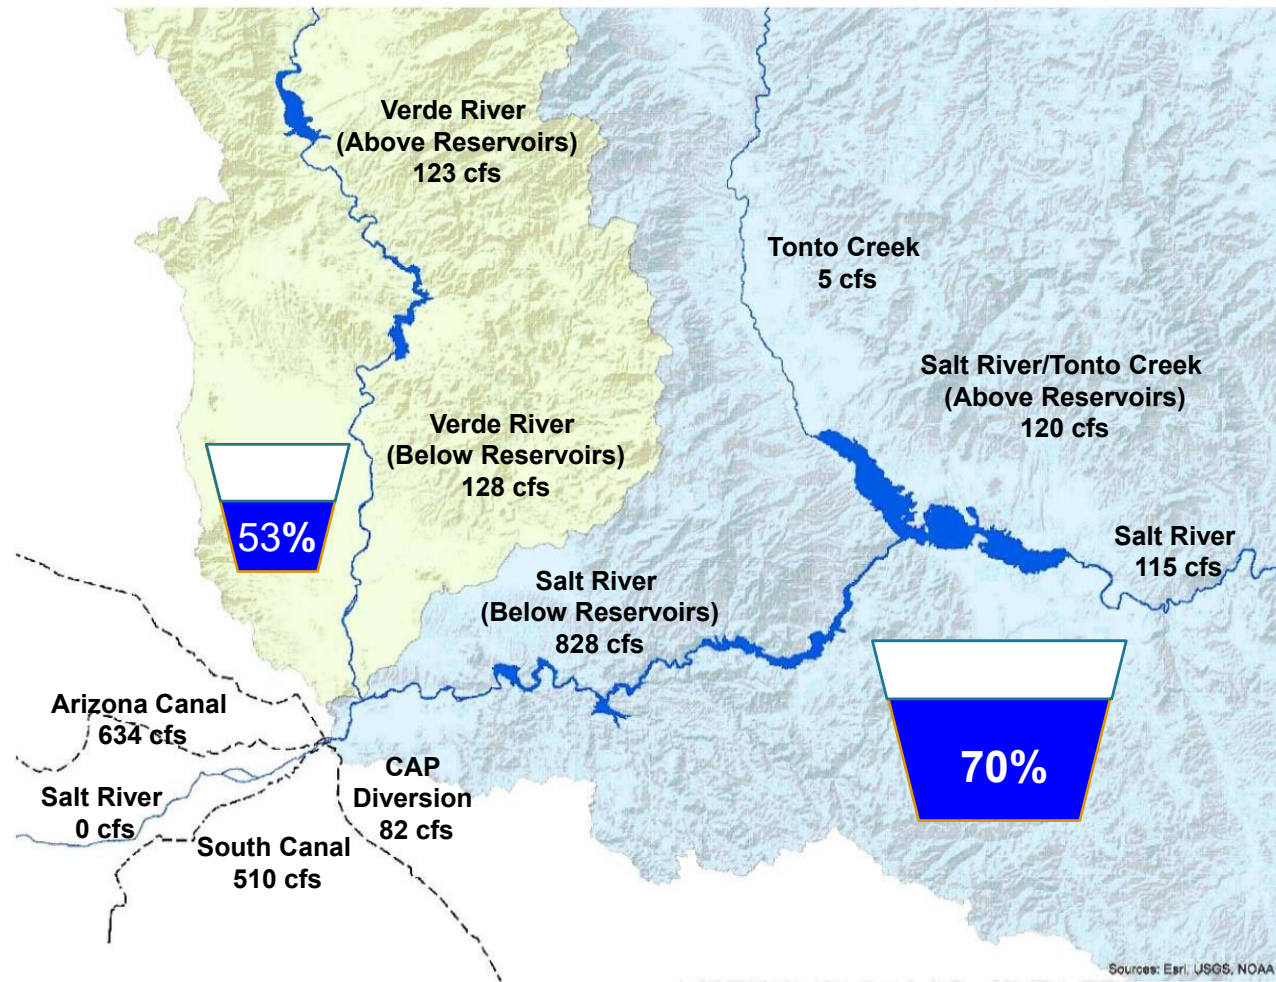 Verde River
(Above Reservoirs)
123 cfs
Tonto Creek
5 cfs
Salt River/Tonto Creek
(Above Reservoirs)
120 cfs
Verde River
(Below Reservoirs)
128 cfs
53%
Salt River
115 cfs
Salt River
(Below Reservoirs)
828 cfs
70%
Arizona Canal
634 cfs
CAP
Diversion
82 cfs
Salt River
0 cfs
South Canal
510 cfs
Sources: Esri, USGS, NOAA